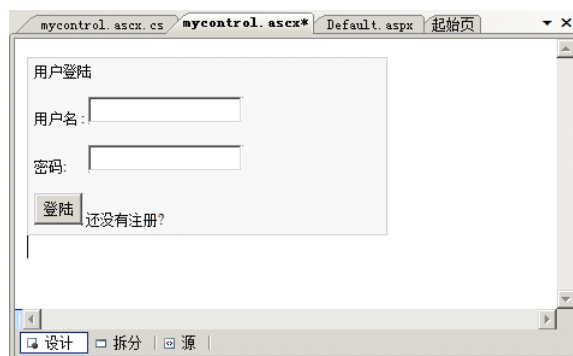 mycontrol.ascx.cs mycontrol.ascx* Default.aspx 起始页
用户登陆
用户名:
密码:
登陆 还没有注册?
设计 拆分 源